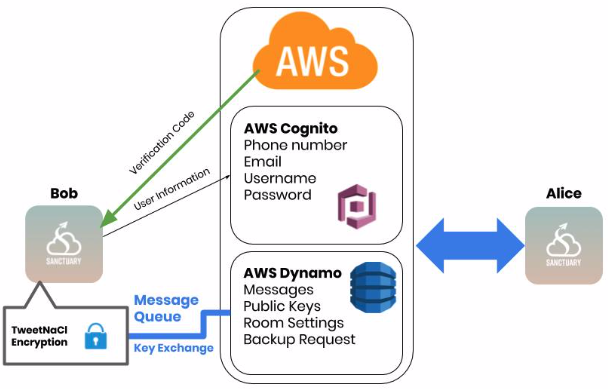 AWS
Verification Code
User Information
AWS Cognito
Phone number
Email
Username
Password
Bob
SANCTUARY
Alice
SANCTUARY
AWS Dynamo
Messages
Public Keys
Room Settings
Backup Request
Message
Queue
Key Exchange
TweetNaCl
Encryption